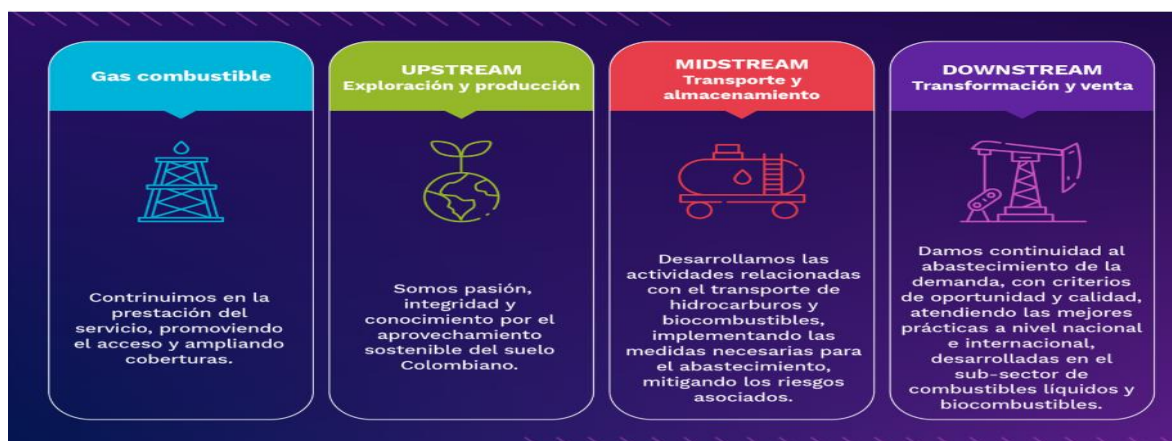 Gas combustible
Contrinuimos en la
prestación del
servicio, promoviendo
el acceso y ampliando
coberturas.
UPSTREAM
Exploración y producción
Somos pasión,
integridad y
conocimiento por el
aprovechamiento
sostenible del suelo
Colombiano.
MIDSTREAM
Transporte y
almacenamiento
Desarrollamos las
actividades relacionadas
con el transporte de
hidrocarburos y
biocombustibles,
implementando las
medidas necesarias para
el abastecimiento,
mitigando los riesgos
asociados.
DOWNSTREAM
Transformación y venta
Damos continuidad al
abastecimiento de la
demanda, con criterios
de oportunidad y calidad,
atendiendo las mejores
prácticas a nivel nacional
e internacional,
desarrolladas en el
sub-sector de
combustibles líquidos y
biocombustibles.